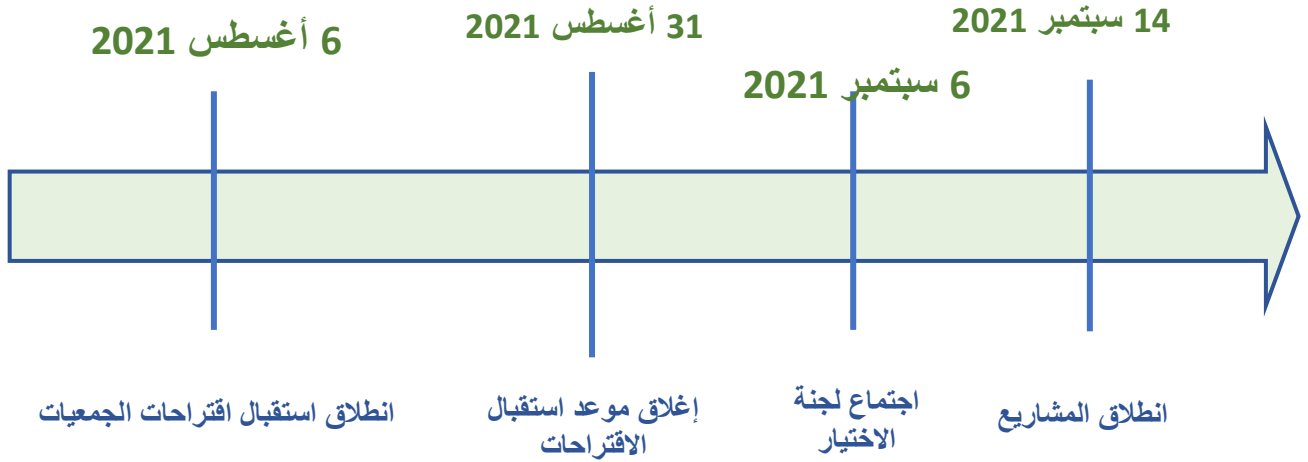 6 أغسطس 2021
31 أغسطس 2021
6 سبتمبر 2021
14 سبتمبر 2021
انطلاق استقبال اقتراحات الجمعيات
إغلاق موعد استقبال
الاقتراحات
اجتماع لجنة
الاختيار
انطلاق المشاريع